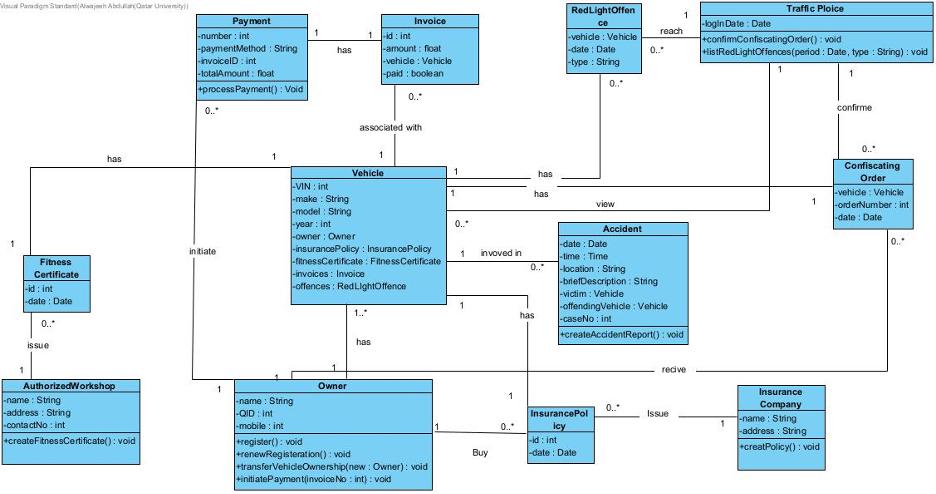 Visual Paradigm Standard(Alwajeeh Abdullah(Qatar University))
Payment
-number : int
-paymentMethod : String
-invoiceID : int
-totalAmount : float
+processPayment() : Void
1
1
has
Invoice
-id : int
-amount : float
-vehicle : Vehicle
-paid : boolean
RedLightOffen
ce
-vehicle : Vehicle
-date : Date
-type : String
1
reach
0..*
Traffic Ploice
-logInDate : Date
+confirmConfiscatingOrder() : void
+listRedLightOffences(period : Date, type : String) : void
0..*
0..*
0..*
1
1
associated with
confirme
1
0..*
has
1
1
Vehicle
-VIN : int
-make : String
-model : String
-year : int
-owner : Owner
-insurancePolicy : InsurancePolicy
-fitnessCertificate : FitnessCertificate
-invoices : Invoice
-offences : RedLIghtOffence
1
has
1
has
1
view
0..*
Confiscating
Order
-vehicle : Vehicle
-orderNumber : int
-date : Date
0..*
1
invoved in
0..*
Accident
-date : Date
-time : Time
-location : String
-briefDescription : String
-victim : Vehicle
-offendingVehicle : Vehicle
-caseNo : int
+createAccidentReport() : void
initiate
Fitness
Certificate
-id : int
-date : Date
0..*
issue
1
1..*
has
1
1
has
1
recive
1
AuthorizedWorkshop
-name : String
-address : String
-contactNo : int
+createFitnessCertificate() : void
1
Owner
-name : String
-QID : int
-mobile : int
+register() : void
+renewRegisteration() : void
+transferVehicleOwnership(new : Owner) : void
+initiatePayment(invoiceNo : int) : void
1
0..*
Buy
InsurancePol
icy
-id : int
-date : Date
0..*
Issue
1
Insurance
Company
-name : String
-address : String
+creatPolicy() : void